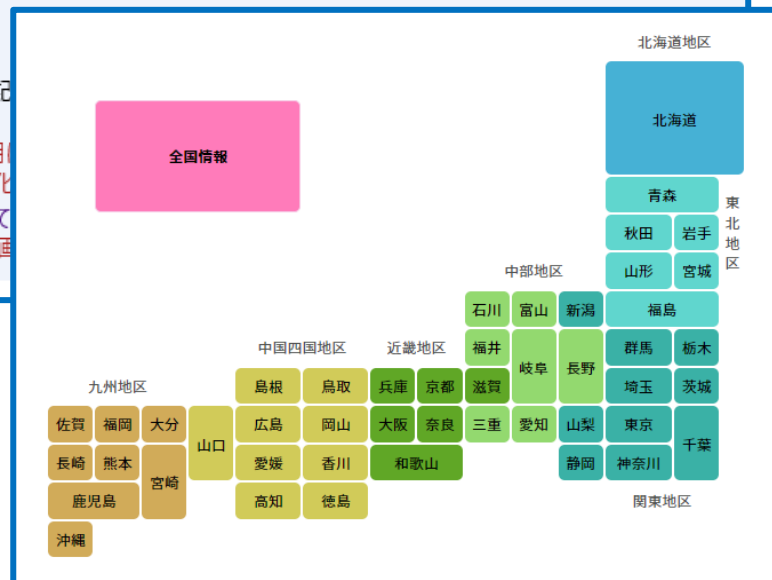 北海道地区
北海道
全国情報
青森
東北地区
秋田 岩手
山形 宮城
中部地区
石川 富山 新潟 福島
中国四国地区 近畿地区 福井 岐阜 長野 群馬 栃木
九州地区 島根 鳥取 兵庫 京都 滋賀 埼玉 茨城
佐賀 福岡 大分 山口 広島 岡山 大阪 奈良 三重 愛知 山梨 東京 千葉
長崎 熊本 宮崎 愛媛 香川 和歌山 静岡 神奈川
鹿児島 高知 徳島 関東地区
沖縄